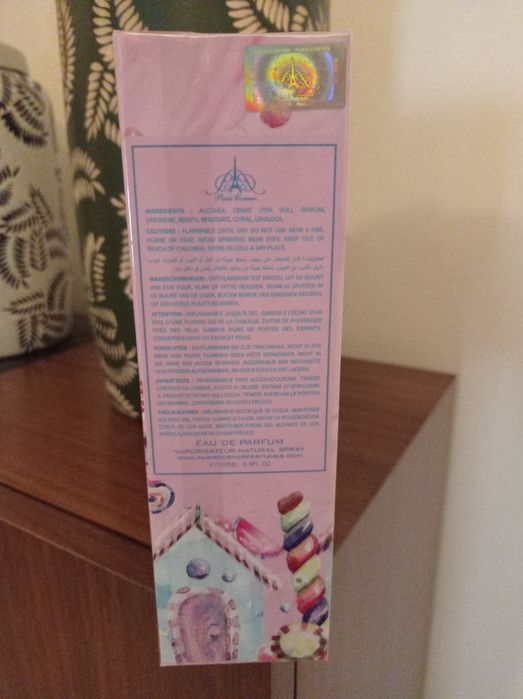 PARIS CORNER
Paris Corner
INGREDIENTS : ALCOHOL DENAT (75% VOL), PARFUM,
LIMONENE, BENZYL BENZOATE, CITRAL, LINALOOL.
CAUTIONS : FLAMMABLE UNTIL DRY. DO NOT USE NEAR A FIRE,
FLAME OR HEAT, AVOID SPRAYING NEAR EYES. KEEP OUT OF
REACH OF CHILDREN. STORE IN COOL & DRY PLACE.
WAARSCHUWINGEN : ONTVLAMBAAR TOT DROOG, UIT DE BUURT
VAN EEN VUUR, VLAM OF HITTE HOUDEN. VERMIJD SPUITEN IN
DE BUURT VAN DE OGEN, BUITEN BEREIK VAN KINDEREN HOUDEN
OP EEN KOELE PLAATS BEWAREN.
ATTENTION : INFLAMMABLE JUSQU'À SEC. GARDER À L'ÉCART D'UN
FEU, D'UNE FLAMME OU DE LA CHALEUR. ÉVITER DE PULVÉRISER
PRÈS DES YEUX. GARDER HORS DE PORTÉE DES ENFANTS.
CONSERVER DANS UN ENDROIT FRAIS.
VORSICHTEN : ENTFLAMMBAR BIS ZUR TROCKNUNG, NICHT IN DER
NÄHE VON FEUER, FLAMMEN ODER HITZE VERWENDEN, NICHT IN
DIE NÄHE DER AUGEN SPRÜHEN. AUSSERHALB DER REICHWEITE
VON KINDERN AUFBEWAHREN. AN EINEM KÜHLEN ORT LAGERN.
AVVERTENZE : INFIAMMABILE FINO ALL'ESSICCAZIONE, TENERE
LONTANO DA FIAMME, FUOCO O CALORE. EVITARE DI SPRUZZARE
IL PRODOTTO VICINO AGLI OCCHI. TENERE FUORI DALLA PORTATA
DEI BAMBINI. CONSERVARE IN LUOGO FRESCO.
PRECAUCIONES : INFLAMABLE HASTA QUE SE SEQUE. MANTENER
ALEJADO DEL FUEGO, LLAMAS O CALOR. EVITAR LA PULVERIZACIÓN
CERCA DE LOS OJOS. MANTENER FUERA DEL ALCANCE DE LOS
NIÑOS ALMACENAR EN LUGAR FRESCO.
EAU DE PARFUM
VAPORISATEUR NATURAL SPRAY
WWW.PARISCORNERPERFUMES.COM
100ML 3.4FL.OZ